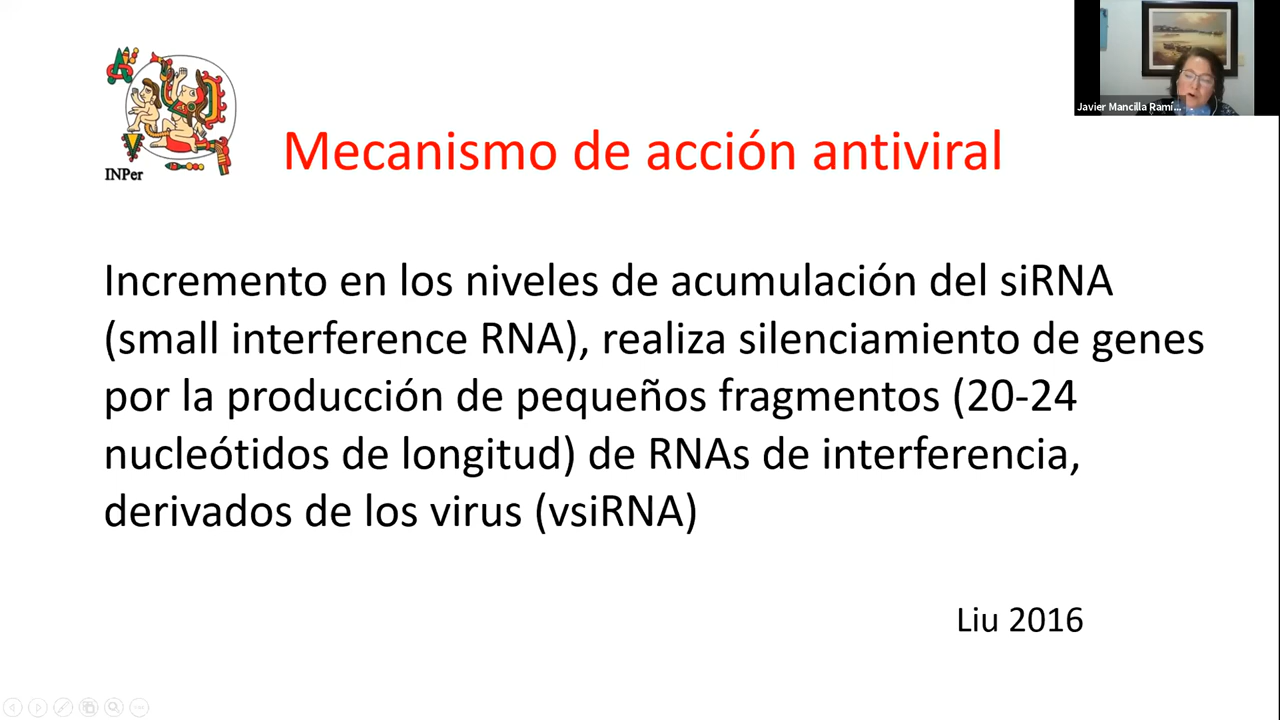 Javier Mancilla Ramí...
INPer
Mecanismo de acción antiviral
Incremento en los niveles de acumulación del siRNA
(small interference RNA), realiza silenciamiento de genes
por la producción de pequeños fragmentos (20-24
nucleótidos de longitud) de RNAs de interferencia,
derivados de los virus (vsiRNA)
Liu 2016